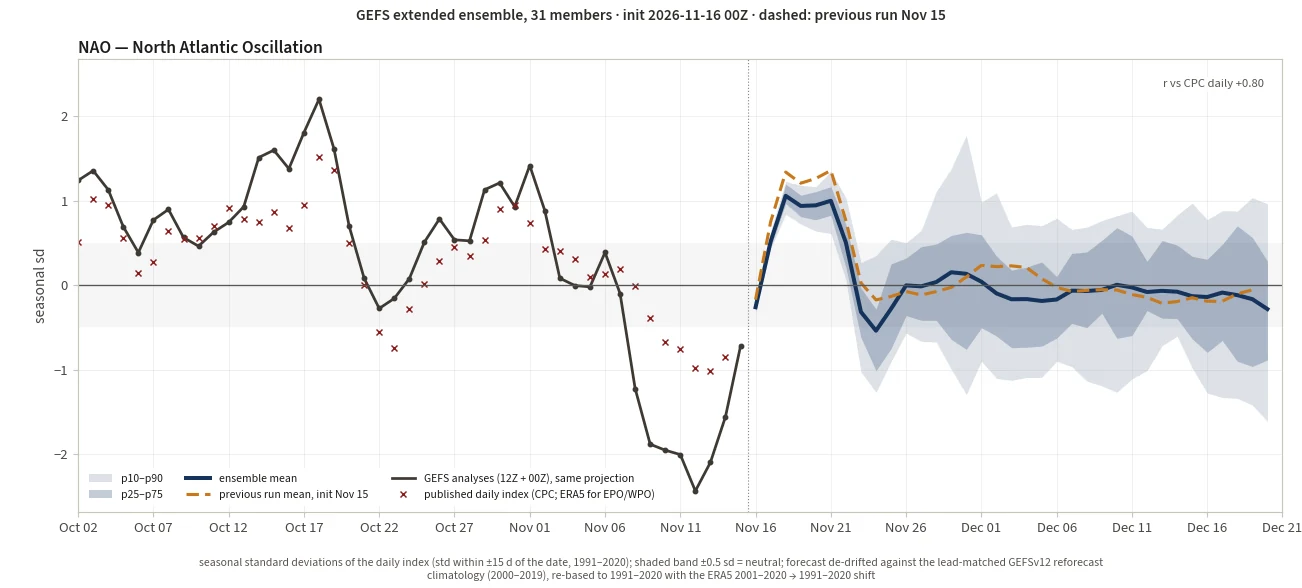 GEFS extended ensemble, 31 members · init 2026-11-16 00Z · dashed: previous run Nov 15
NAO — North Atlantic Oscillation
r vs CPC daily +0.80
seasonal sd
2
1
0
−1
−2
p10–p90
p25–p75
ensemble mean
previous run mean, init Nov 15
GEFS analyses (12Z + 00Z), same projection
published daily index (CPC; ERA5 for EPO/WPO)
Oct 02 Oct 07 Oct 12 Oct 17 Oct 22 Oct 27 Nov 01 Nov 06 Nov 11 Nov 16 Nov 21 Nov 26 Dec 01 Dec 06 Dec 11 Dec 16 Dec 21
seasonal standard deviations of the daily index (std within ±15 d of the date, 1991–2020); shaded band ±0.5 sd = neutral; forecast de-drifted against the lead-matched GEFSv12 reforecast
climatology (2000–2019), re-based to 1991–2020 with the ERA5 2001–2020 → 1991–2020 shift